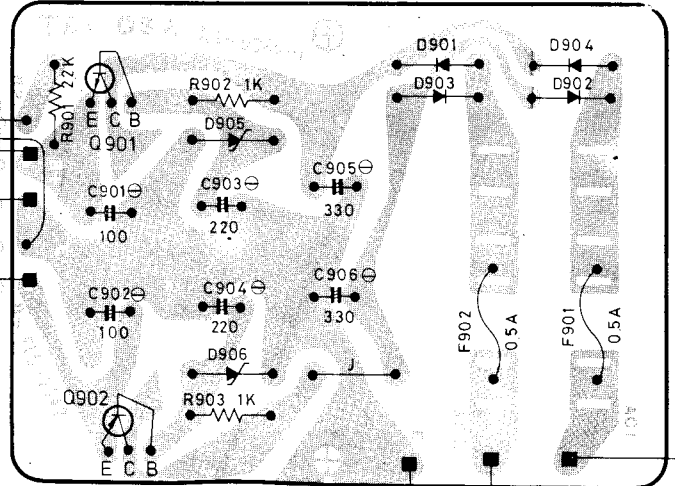 D901
D904
R901 22K
R902 1K
D903
D902
E C B
Q901
D905
C901⊖
100
C903⊖
220
C905⊖
330
C902⊖
100
C904⊖
220
C906⊖
330
F902
0.5A
F901
0.5A
D906
J
Q902
R903 1K
E C B